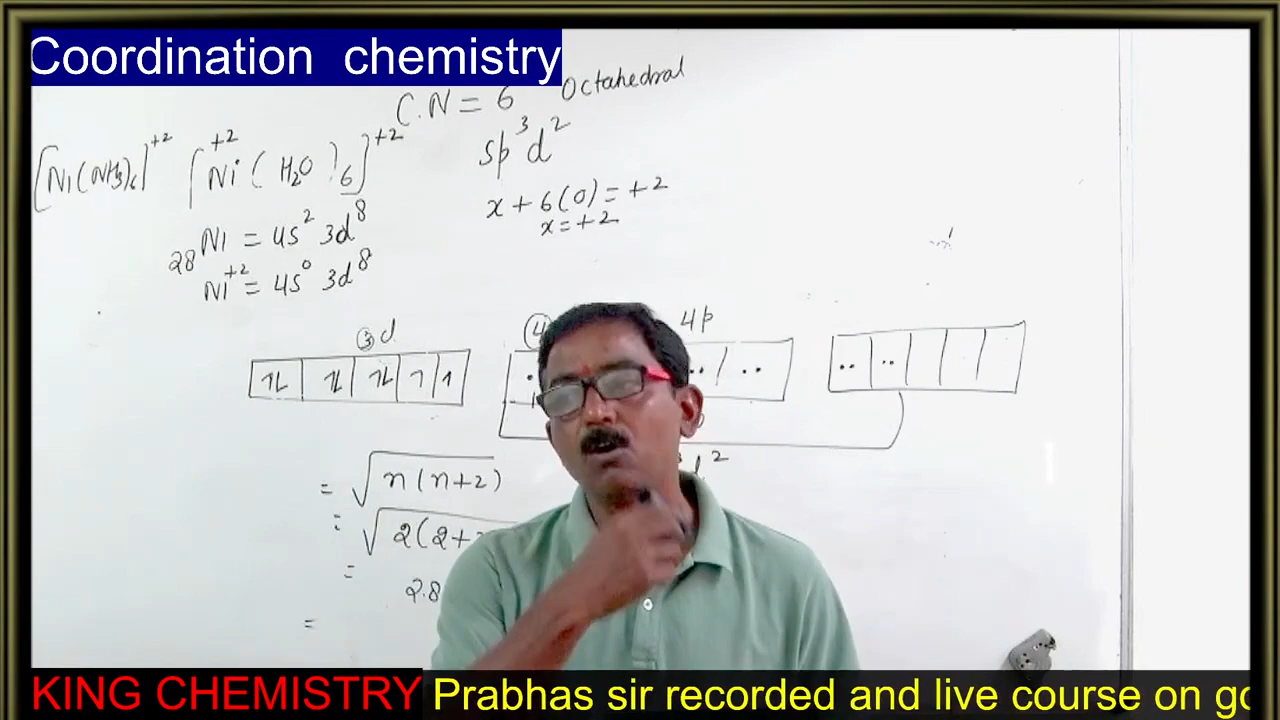 Coordination chemistry
C.N = 6 Octahedral
[Ni(NH3)6]+2 [+2Ni(H2O)6]+2
sp3d2
x + 6(0) = +2
x = +2
28Ni = 4s2 3d8
Ni+2 = 4s0 3d8
3d
4
4p
= √n(n+2)
= √2(2+
=
2.8
=
KING CHEMISTRY Prabhas sir recorded and live course on